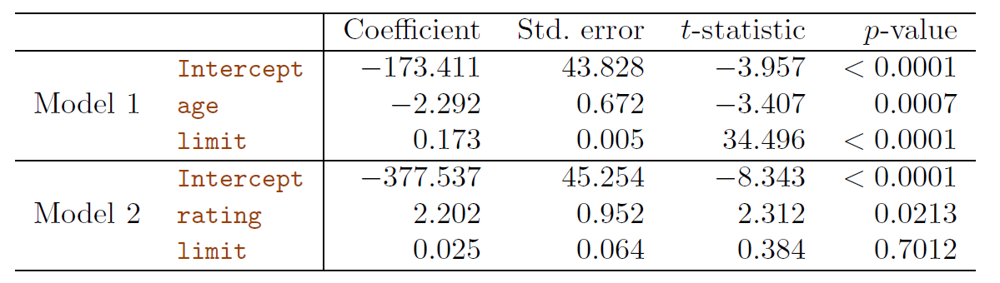 Coefficient Std. error t-statistic p-value
Intercept −173.411 43.828 −3.957 < 0.0001
Model 1 age −2.292 0.672 −3.407 0.0007
limit 0.173 0.005 34.496 < 0.0001
Intercept −377.537 45.254 −8.343 < 0.0001
Model 2 rating 2.202 0.952 2.312 0.0213
limit 0.025 0.064 0.384 0.7012